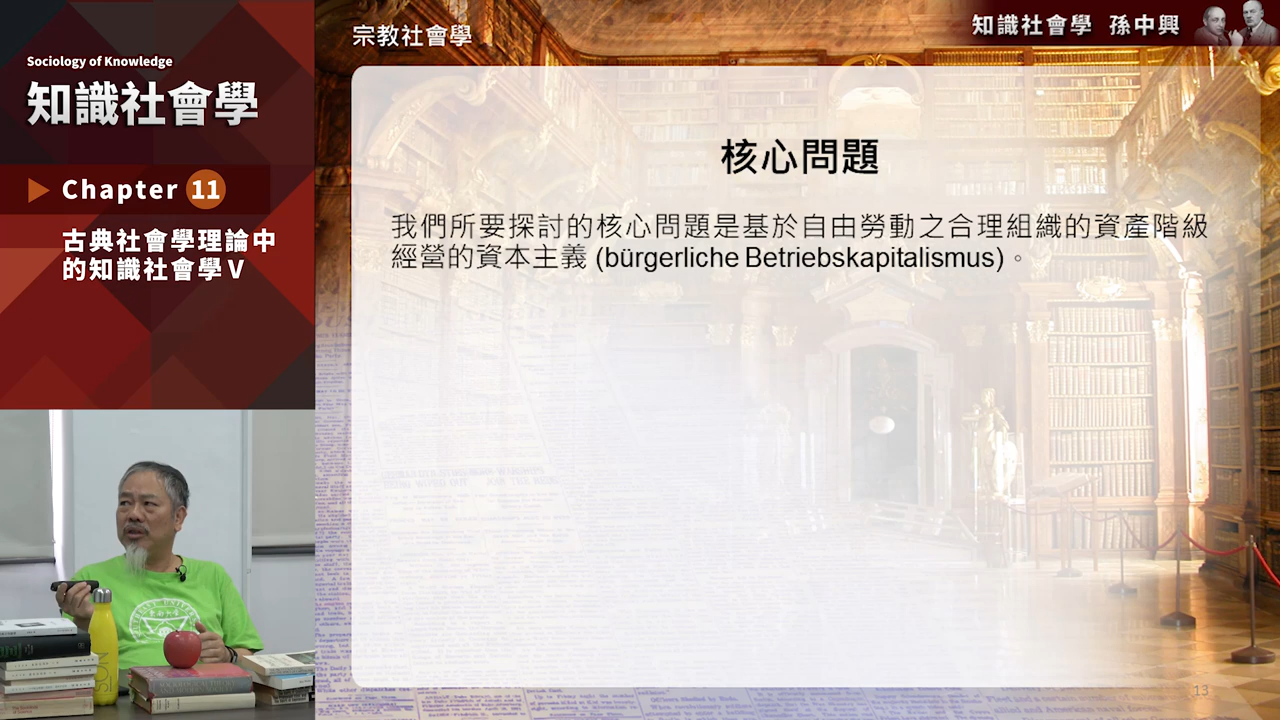 Sociology of Knowledge
知識社會學
Chapter 11
古典社會學理論中
的知識社會學 V
宗教社會學
知識社會學 孫中興
核心問題
我們所要探討的核心問題是基於自由勞動之合理組織的資產階級
經營的資本主義 (bürgerliche Betriebskapitalismus)。
13